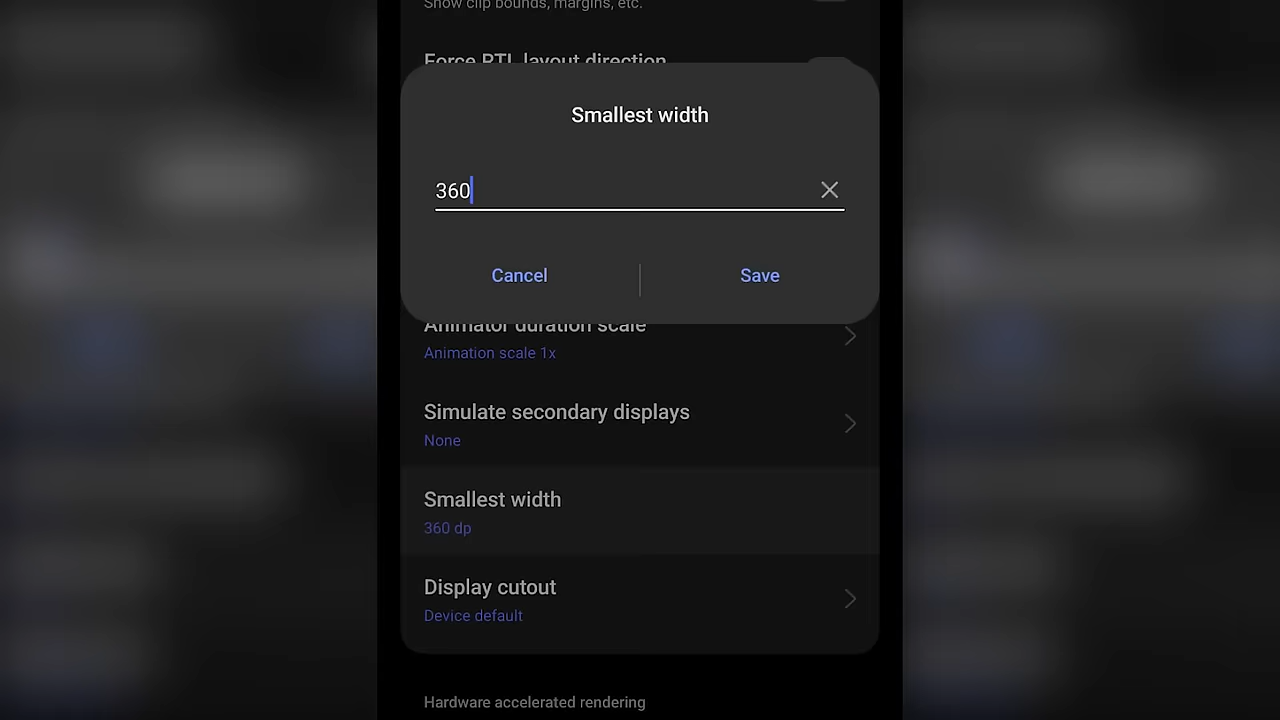 Show clip bounds, margins, etc.
Force RTL layout direction
Smallest width
360
Cancel
Save
Animator duration scale
Animation scale 1x
Simulate secondary displays
None
Smallest width
360 dp
Display cutout
Device default
Hardware accelerated rendering